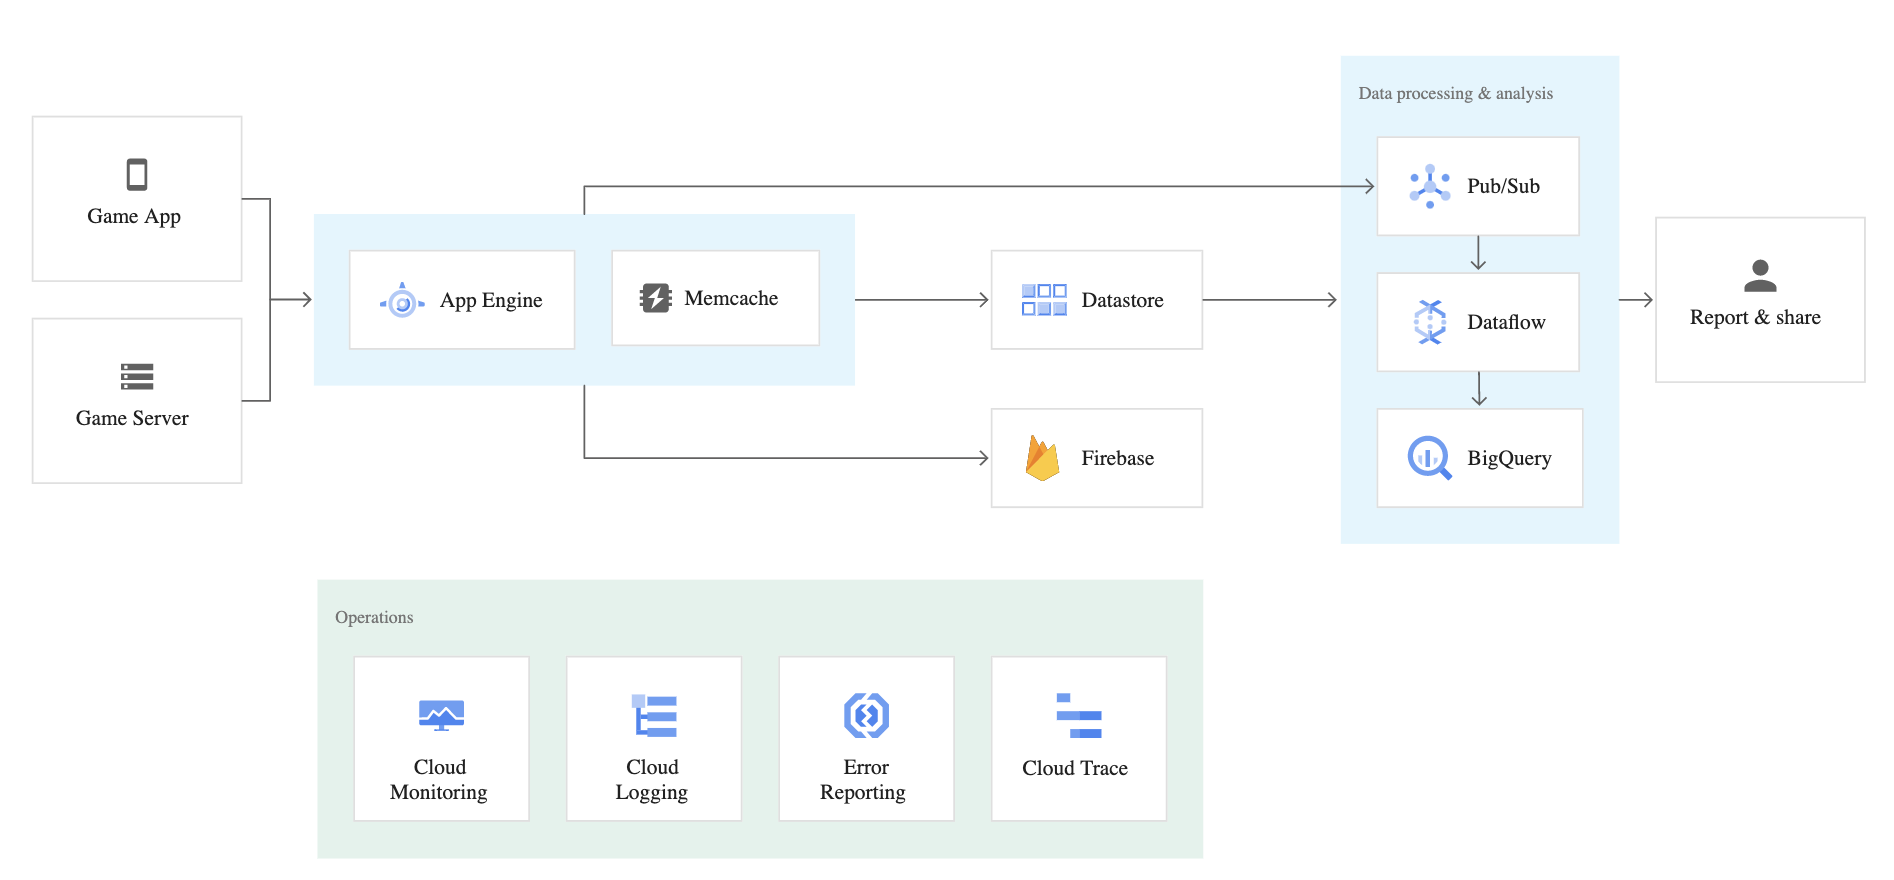 Data processing & analysis
Game App
Pub/Sub
App Engine
Memcache
Datastore
Dataflow
Report & share
Game Server
Firebase
BigQuery
Operations
Cloud
Monitoring
Cloud
Logging
Error
Reporting
Cloud Trace